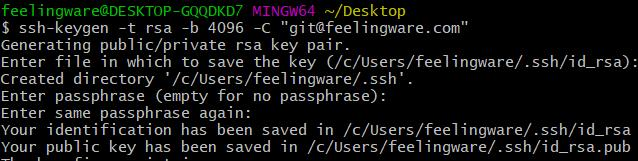 feelingware@DESKTOP-GQQDKD7 MINGW64 ~/Desktop
$ ssh-keygen -t rsa -b 4096 -C "git@feelingware.com"
Generating public/private rsa key pair.
Enter file in which to save the key (/c/Users/feelingware/.ssh/id_rsa):
Created directory '/c/Users/feelingware/.ssh'.
Enter passphrase (empty for no passphrase):
Enter same passphrase again:
Your identification has been saved in /c/Users/feelingware/.ssh/id_rsa
Your public key has been saved in /c/Users/feelingware/.ssh/id_rsa.pub